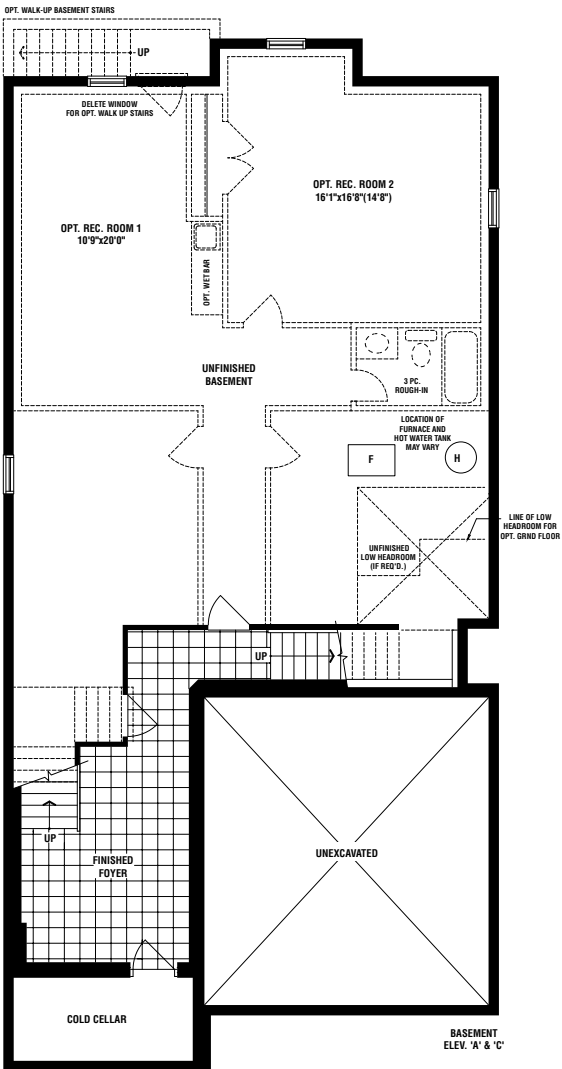 OPT. WALK-UP BASEMENT STAIRS
UP
DELETE WINDOW
FOR OPT. WALK UP STAIRS
OPT. REC. ROOM 2
16'1"x16'8"(14'8")
OPT. REC. ROOM 1
10'9"x20'0"
OPT. WET BAR
UNFINISHED
BASEMENT
3 PC.
ROUGH-IN
LOCATION OF
FURNACE AND
HOT WATER TANK
MAY VARY
F
H
LINE OF LOW
HEADROOM FOR
OPT. GRND FLOOR
UNFINISHED
LOW HEADROOM
(IF REQ'D.)
UP
UP
FINISHED
FOYER
UNEXCAVATED
COLD CELLAR
BASEMENT
ELEV. 'A' & 'C'